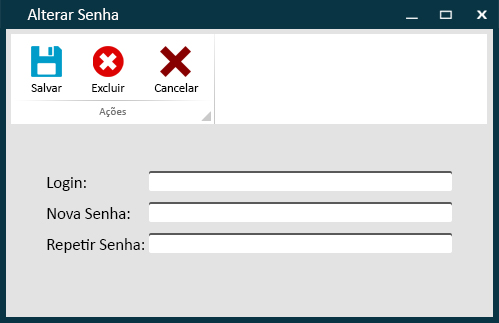 Alterar Senha
Salvar Excluir Cancelar
Ações
Login:
Nova Senha:
Repetir Senha: